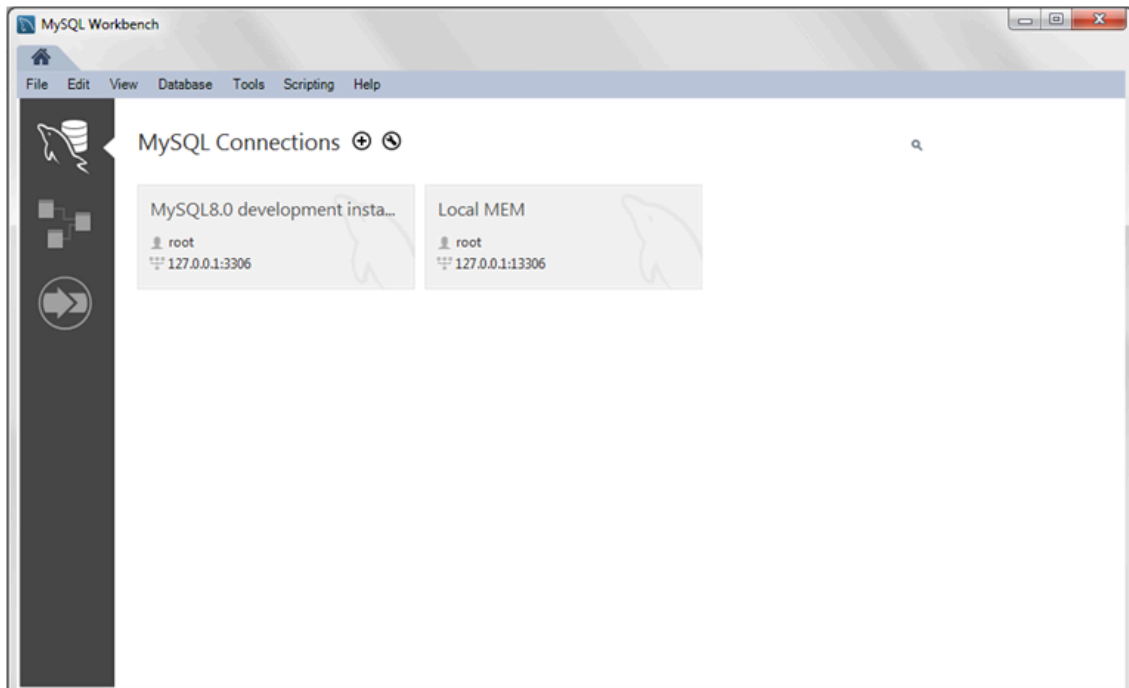 MySQL Workbench
File Edit View Database Tools Scripting Help
MySQL Connections
MySQL8.0 development insta...
root
127.0.0.1:3306
Local MEM
root
127.0.0.1:13306